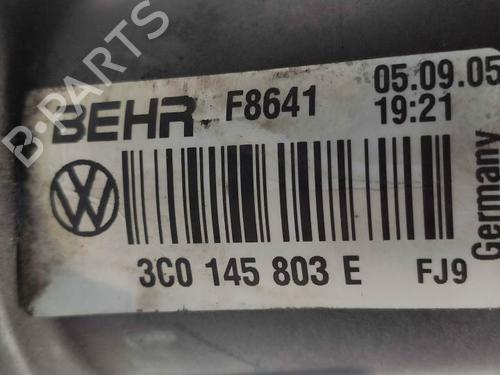 BEHR F8641 05.09.05
19:21
3C0 145 803 E FJ9
Germany
B-PARTS